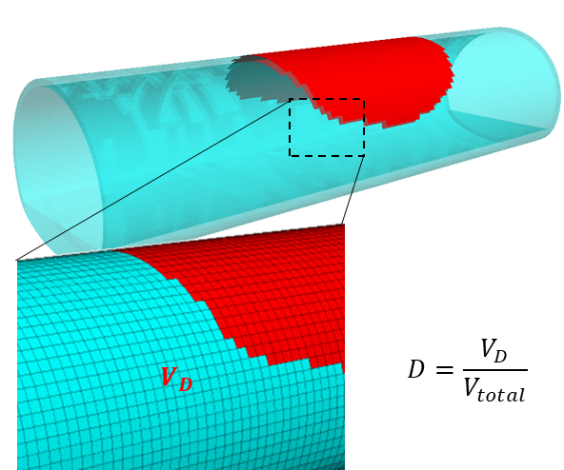 V_D
D = V_D / V_total